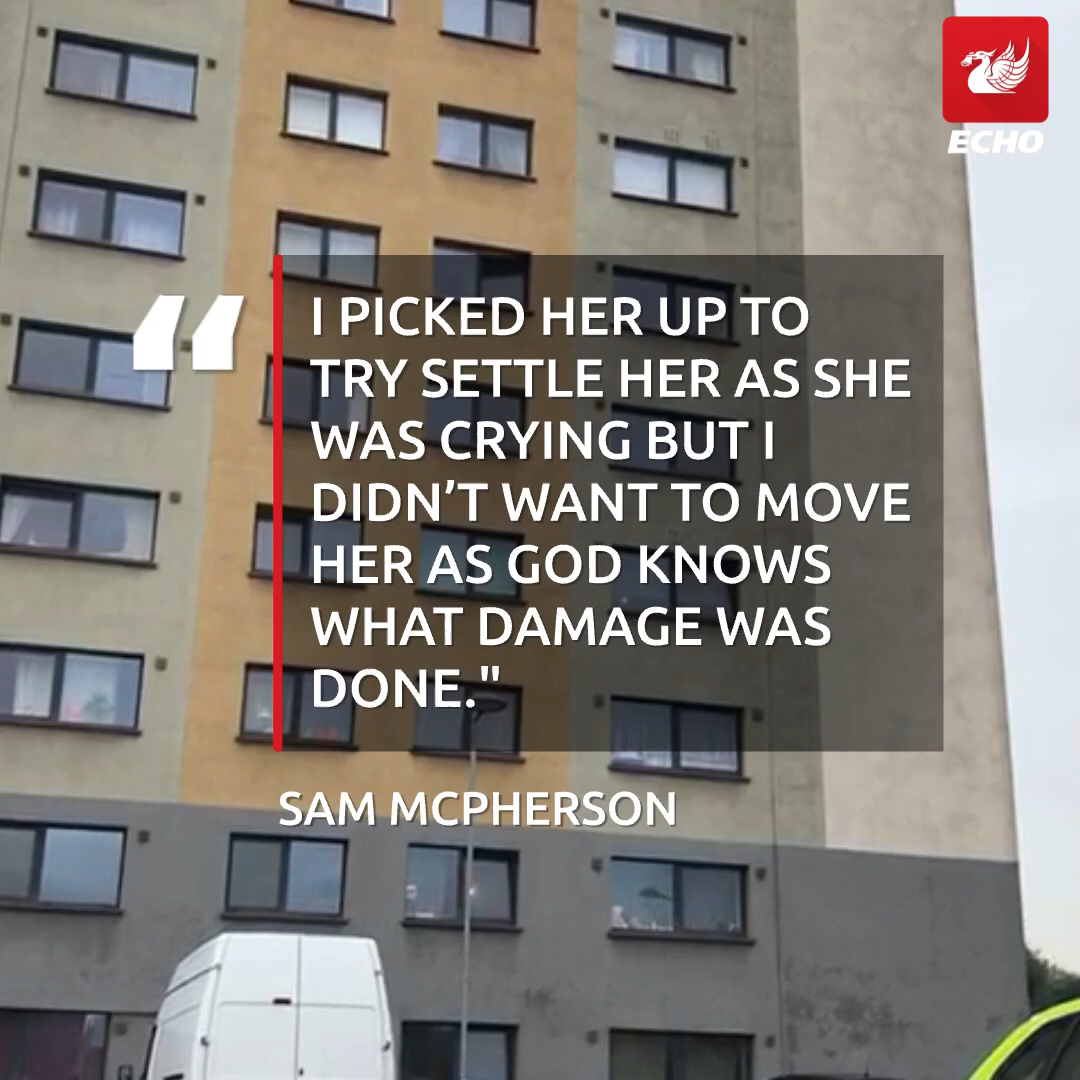 ECHO
“
I PICKED HER UP TO
TRY SETTLE HER AS SHE
WAS CRYING BUT I
DIDN’T WANT TO MOVE
HER AS GOD KNOWS
WHAT DAMAGE WAS
DONE."
SAM MCPHERSON